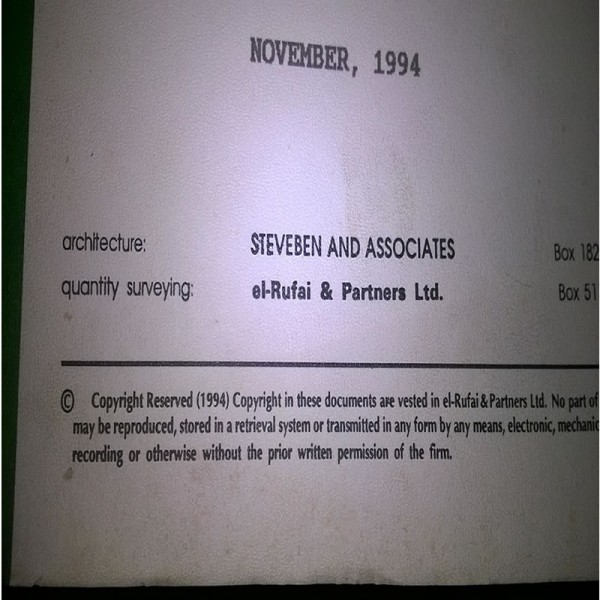 NOVEMBER, 1994
architecture: STEVEBEN AND ASSOCIATES Box 182
quantity surveying: el-Rufai & Partners Ltd. Box 51
© Copyright Reserved (1994) Copyright in these documents are vested in el-Rufai & Partners Ltd. No part of
may be reproduced, stored in a retrieval system or transmitted in any form by any means, electronic, mechanic
recording or otherwise without the prior written permission of the firm.